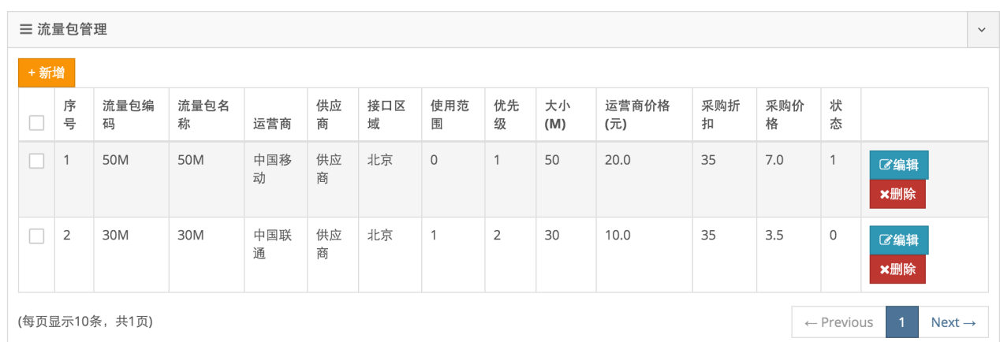 流量包管理
+ 新增
序号 流量包编码 流量包名称 运营商 供应商 接口区域 使用范围 优先级 大小(M) 运营商价格(元) 采购折扣 采购价格 状态
1 50M 50M 中国移动 供应商 北京 0 1 50 20.0 35 7.0 1 编辑
删除
2 30M 30M 中国联通 供应商 北京 1 2 30 10.0 35 3.5 0 编辑
删除
(每页显示10条，共1页) ← Previous 1 Next →